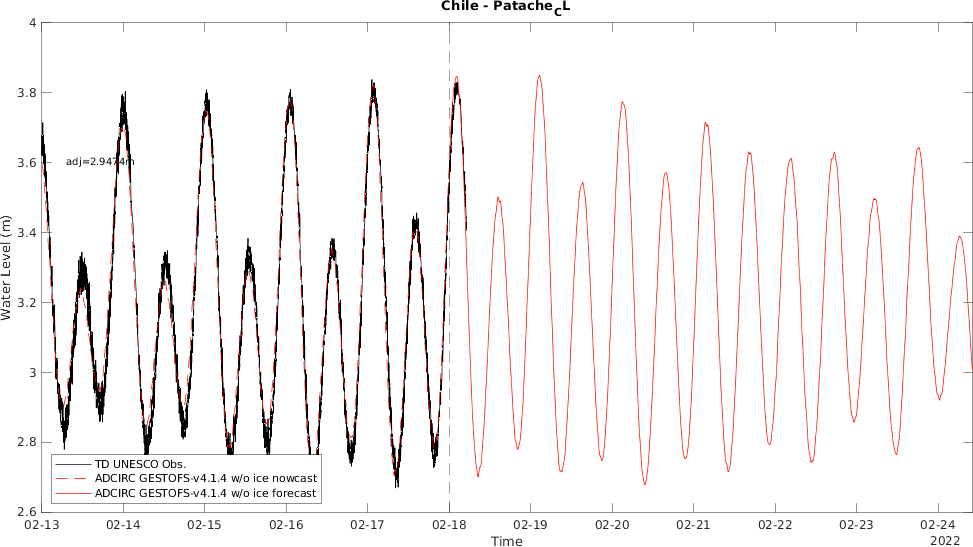 Chile - Patache_CL
4
3.8
3.6
3.4
3.2
3
2.8
2.6
Water Level (m)
adj=2.9474m
TD UNESCO Obs.
ADCIRC GESTOFS-v4.1.4 w/o ice nowcast
ADCIRC GESTOFS-v4.1.4 w/o ice forecast
02-13 02-14 02-15 02-16 02-17 02-18 02-19 02-20 02-21 02-22 02-23 02-24
Time
2022